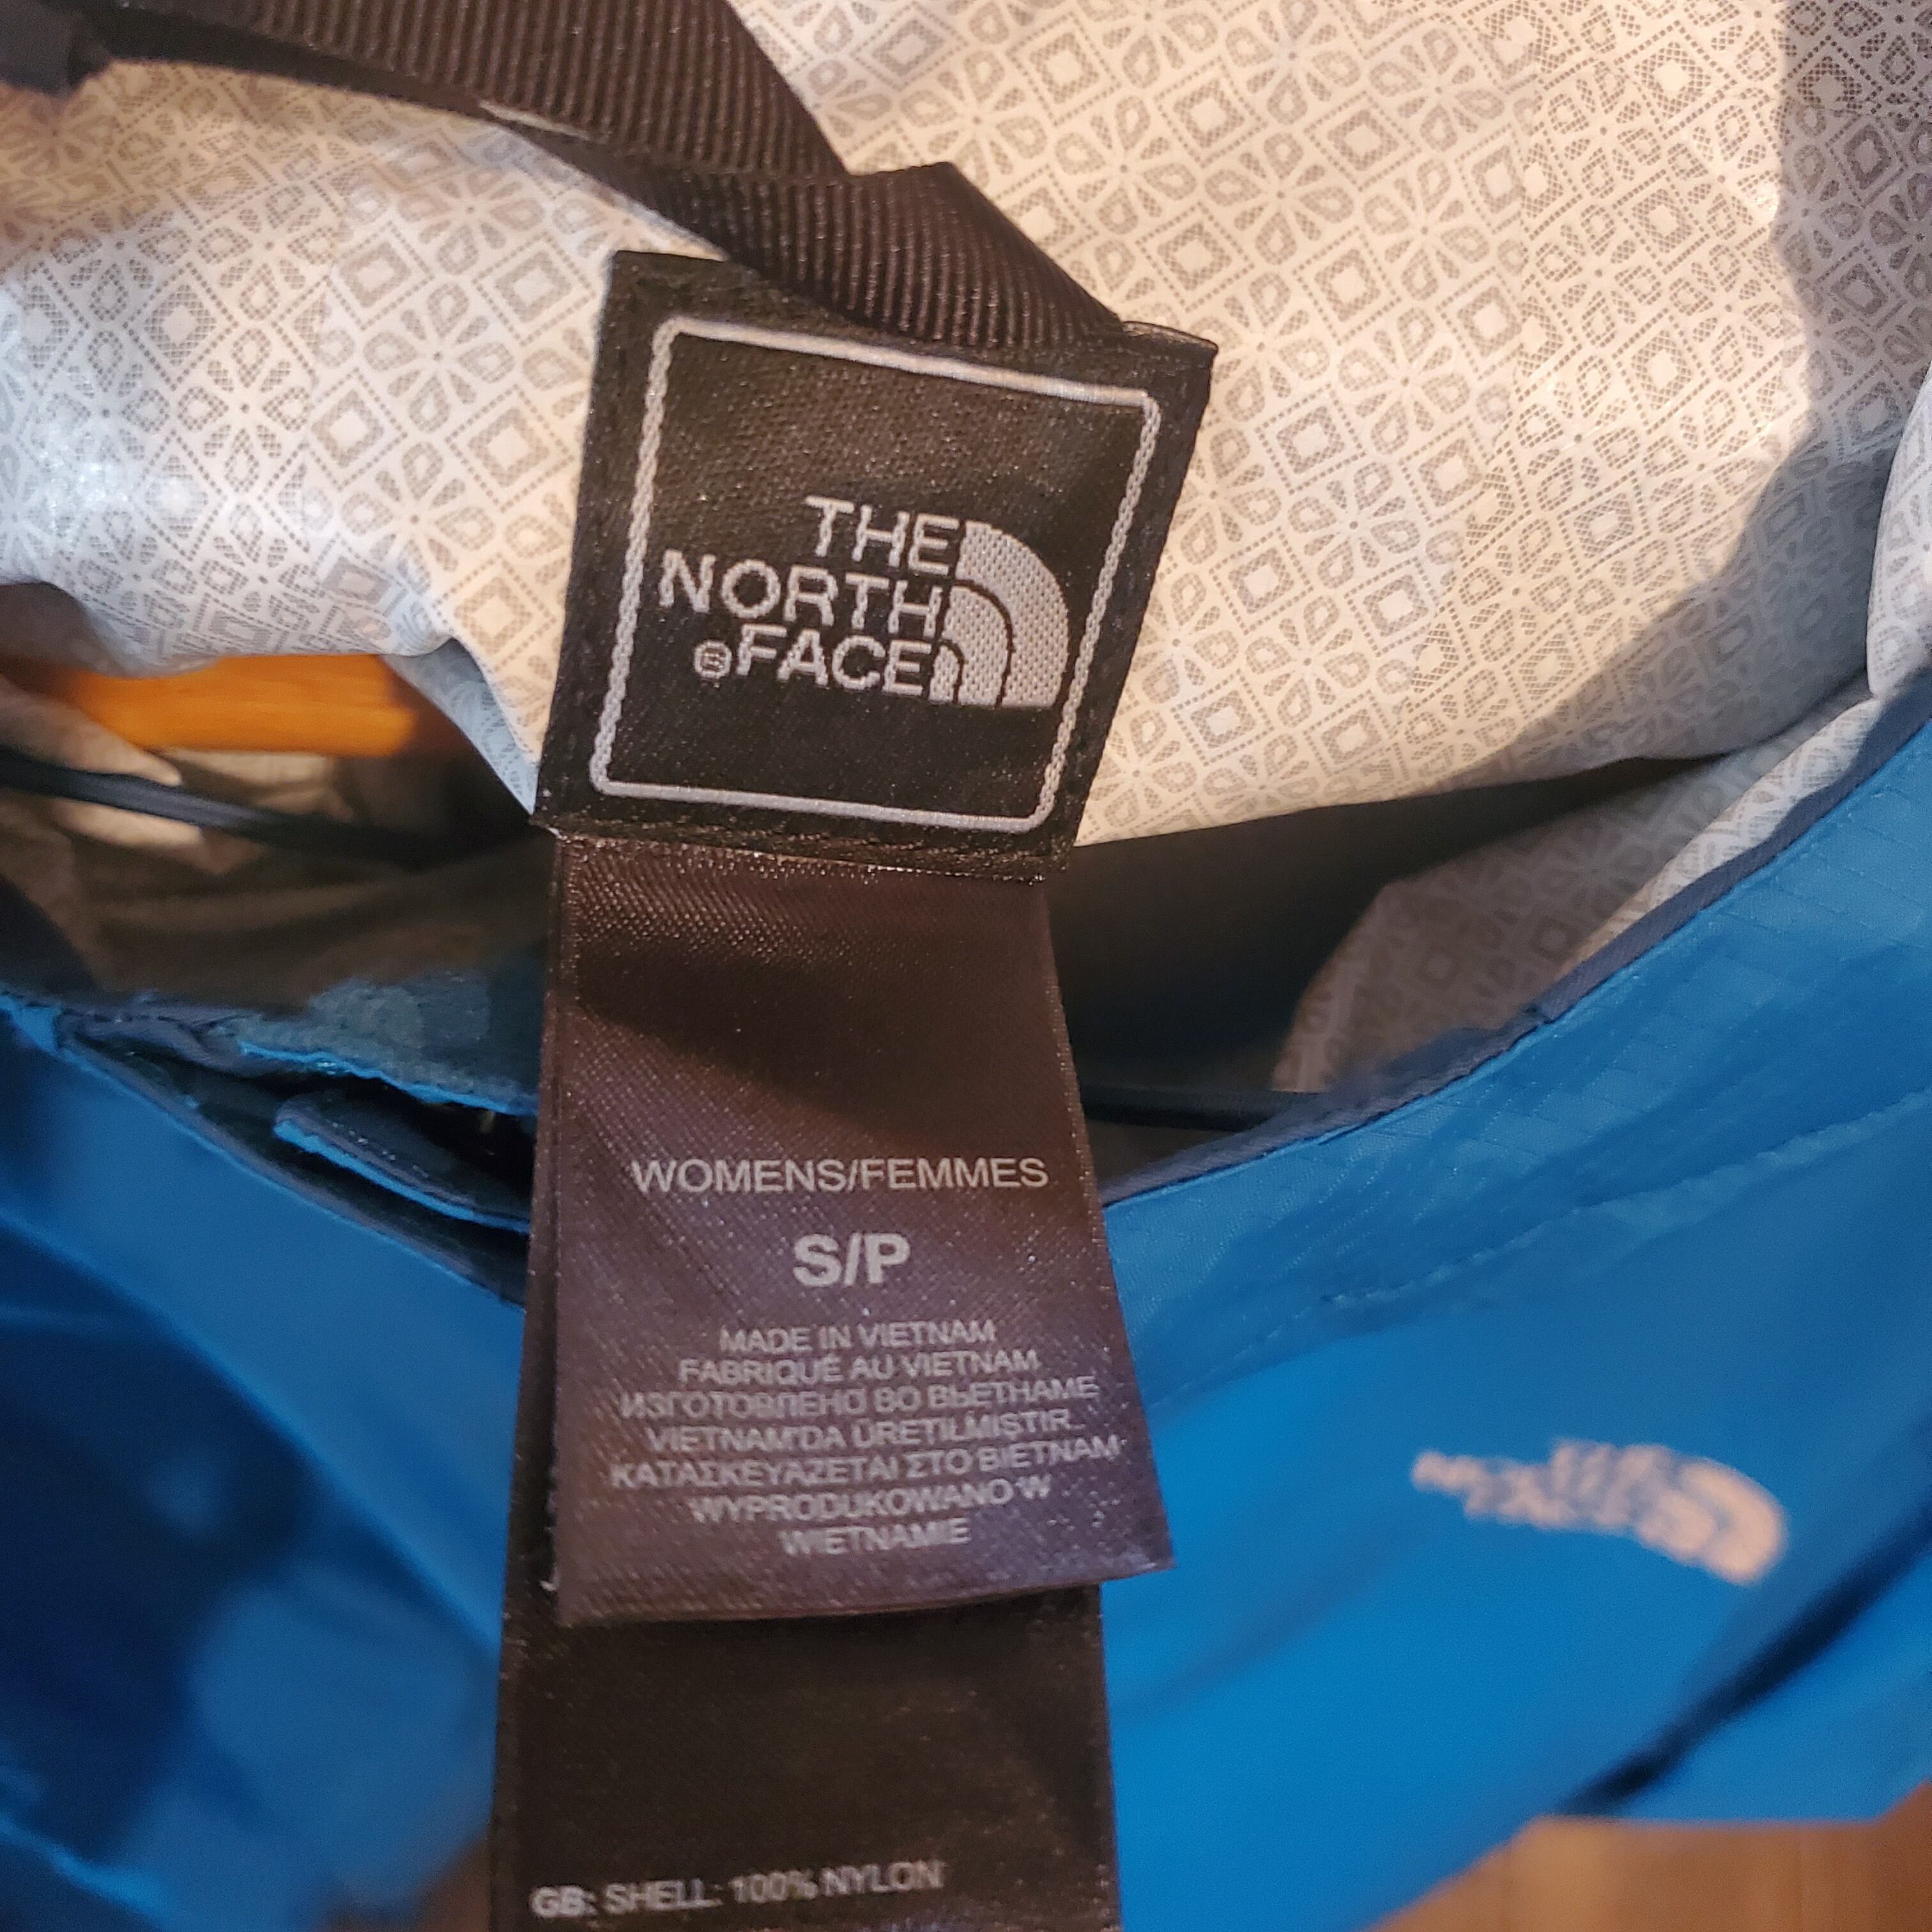 THE
NORTH
®FACE
WOMENS/FEMMES
S/P
MADE IN VIETNAM
FABRIQUÉ AU VIETNAM
ИЗГОТОВЛЕНО ВО ВЬЕТНАМЕ
VIETNAM'DA ÜRETILMIŞTIR.
ΚΑΤΑΣΚΕΥΑΖΕΤΑΙ ΣΤΟ ΒΙΕΤΝΑΜ
WYPRODUKOWANO W
WIETNAMIE
GB: SHELL: 100% NYLON